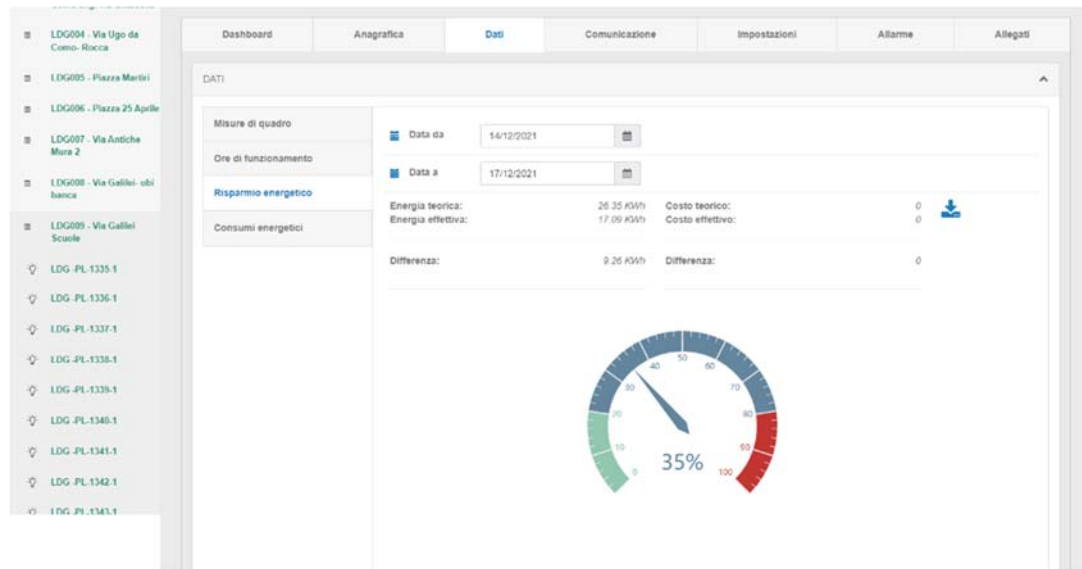 LDG004 - Via Ugo da
Como- Rocca
LDG005 - Piazza Martiri
LDG006 - Piazza 25 Aprile
LDG007 - Via Antiche
Mura 2
LDG008 - Via Galilei- ubi
banca
LDG009 - Via Galilei
Scuole
LDG -PL-1335-1
LDG -PL-1336-1
LDG -PL-1337-1
LDG -PL-1338-1
LDG -PL-1339-1
LDG -PL-1340-1
LDG -PL-1341-1
LDG -PL-1342-1
LDG -PL-1343-1
Dashboard Anagrafica Dati Comunicazione Impostazioni Allarme Allegati
DATI
Misure di quadro
Ore di funzionamento
Risparmio energetico
Consumi energetici
Data da 14/12/2021
Data a 17/12/2021
Energia teorica: 26.35 KWh Costo teorico: 0
Energia effettiva: 17.09 KWh Costo effettivo: 0
Differenza: 9.26 KWh Differenza: 0
0 10 20 30 40 50 60 70 80 90 100
35%